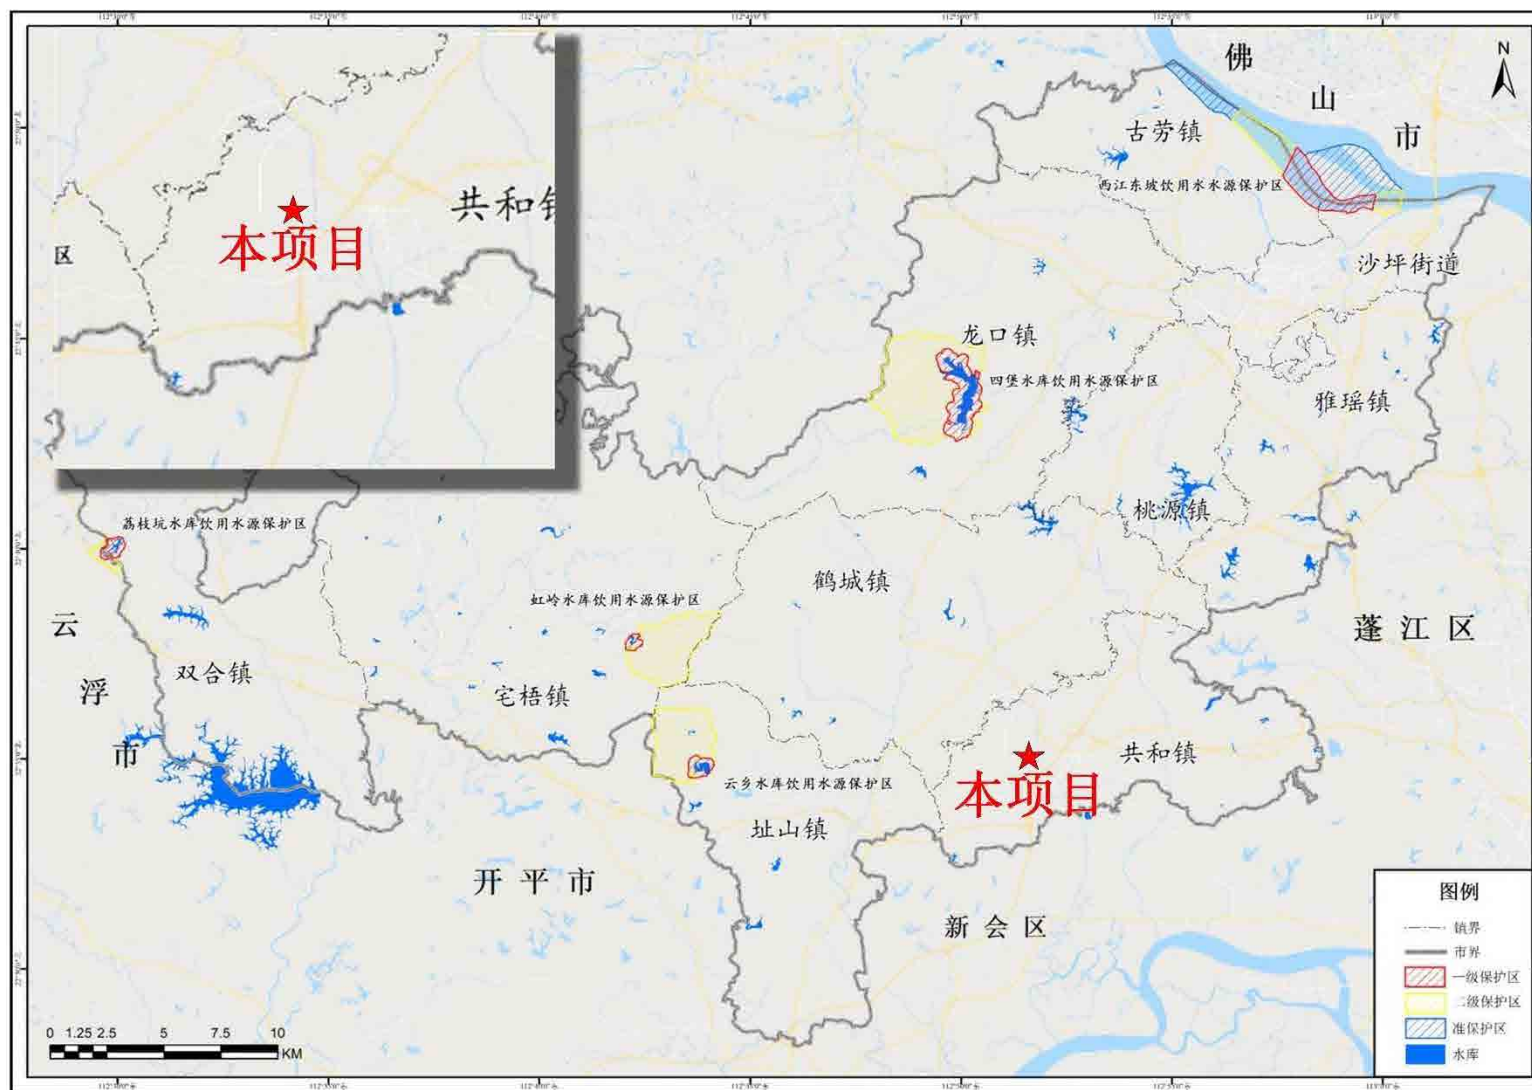 佛
山
市
N
古劳镇
西江东坡饮用水水源保护区
沙坪街道
共和
本项目
区
龙口镇
四堡水库饮用水源保护区
雅瑶镇
桃源镇
荔枝坑水库饮用水源保护区
鹤城镇
虹岭水库饮用水源保护区
云
浮
市
双合镇
宅梧镇
蓬江区
共和镇
本项目
云乡水库饮用水源保护区
址山镇
开平市
新会区
图例
镇界
市界
一级保护区
二级保护区
准保护区
水库
0 1.25 2.5 5 7.5 10
KM